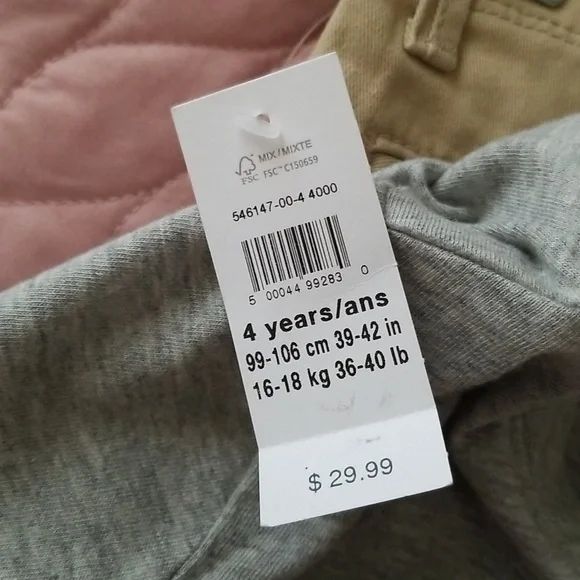 MIX/MIXTE
FSC FSC™ C150659
546147-00-4 4000
5 00044 99283 0
4 years/ans
99-106 cm 39-42 in
16-18 kg 36-40 lb
$ 29.99